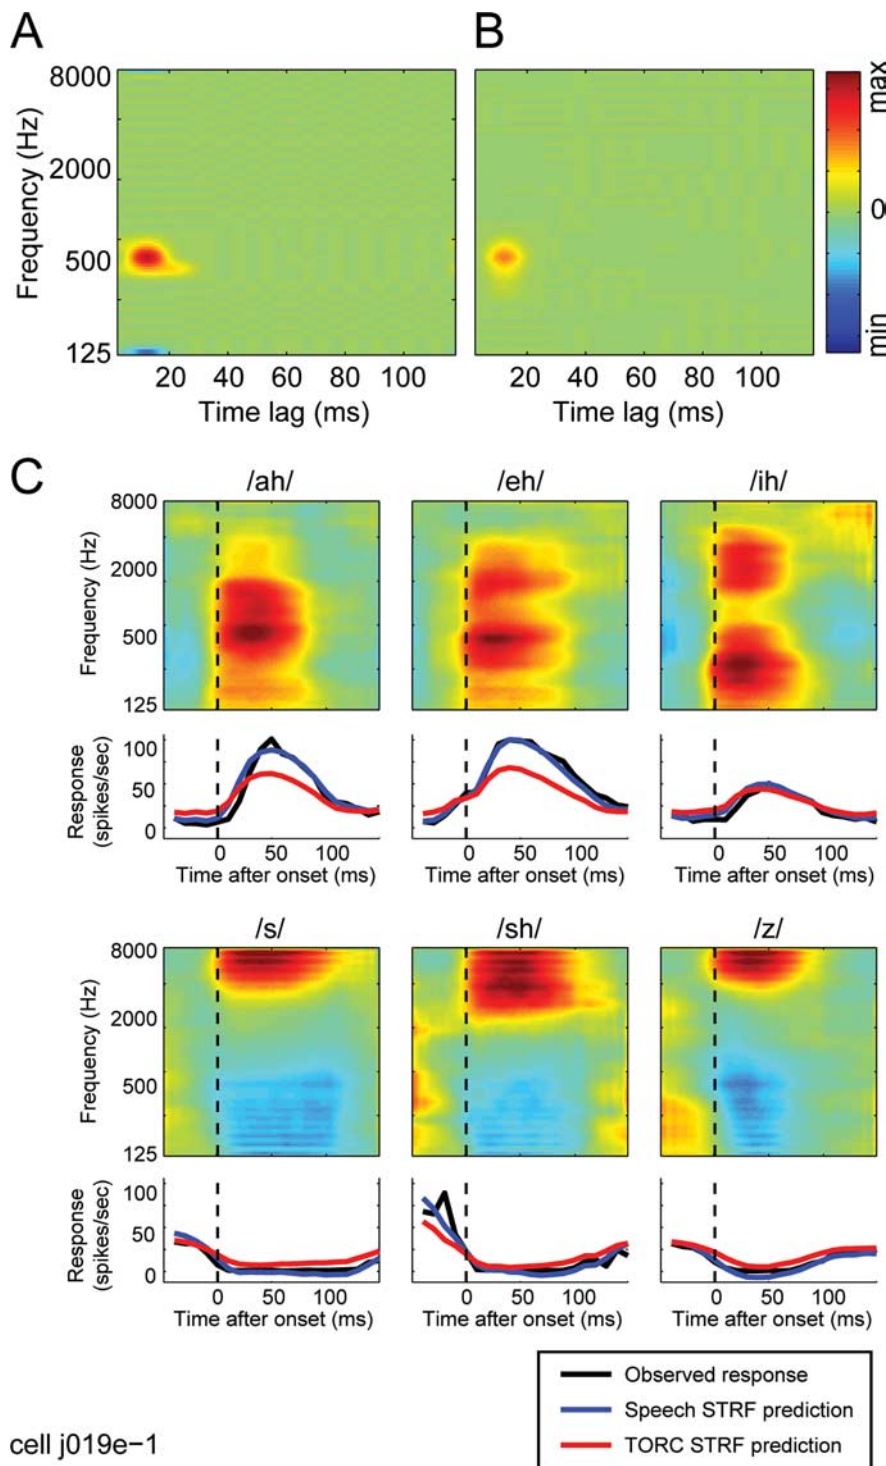 A
B
8000
2000
500
125
Frequency (Hz)
20 40 60 80 100
Time lag (ms)
20 40 60 80 100
Time lag (ms)
max
0
min
C
/ah/
/eh/
/ih/
8000
2000
500
125
Frequency (Hz)
100
50
0
Response
(spikes/sec)
0 50 100
Time after onset (ms)
0 50 100
Time after onset (ms)
0 50 100
Time after onset (ms)
/s/
/sh/
/z/
8000
2000
500
125
Frequency (Hz)
100
50
0
Response
(spikes/sec)
0 50 100
Time after onset (ms)
0 50 100
Time after onset (ms)
0 50 100
Time after onset (ms)
Observed response
Speech STRF prediction
TORC STRF prediction
cell j019e−1